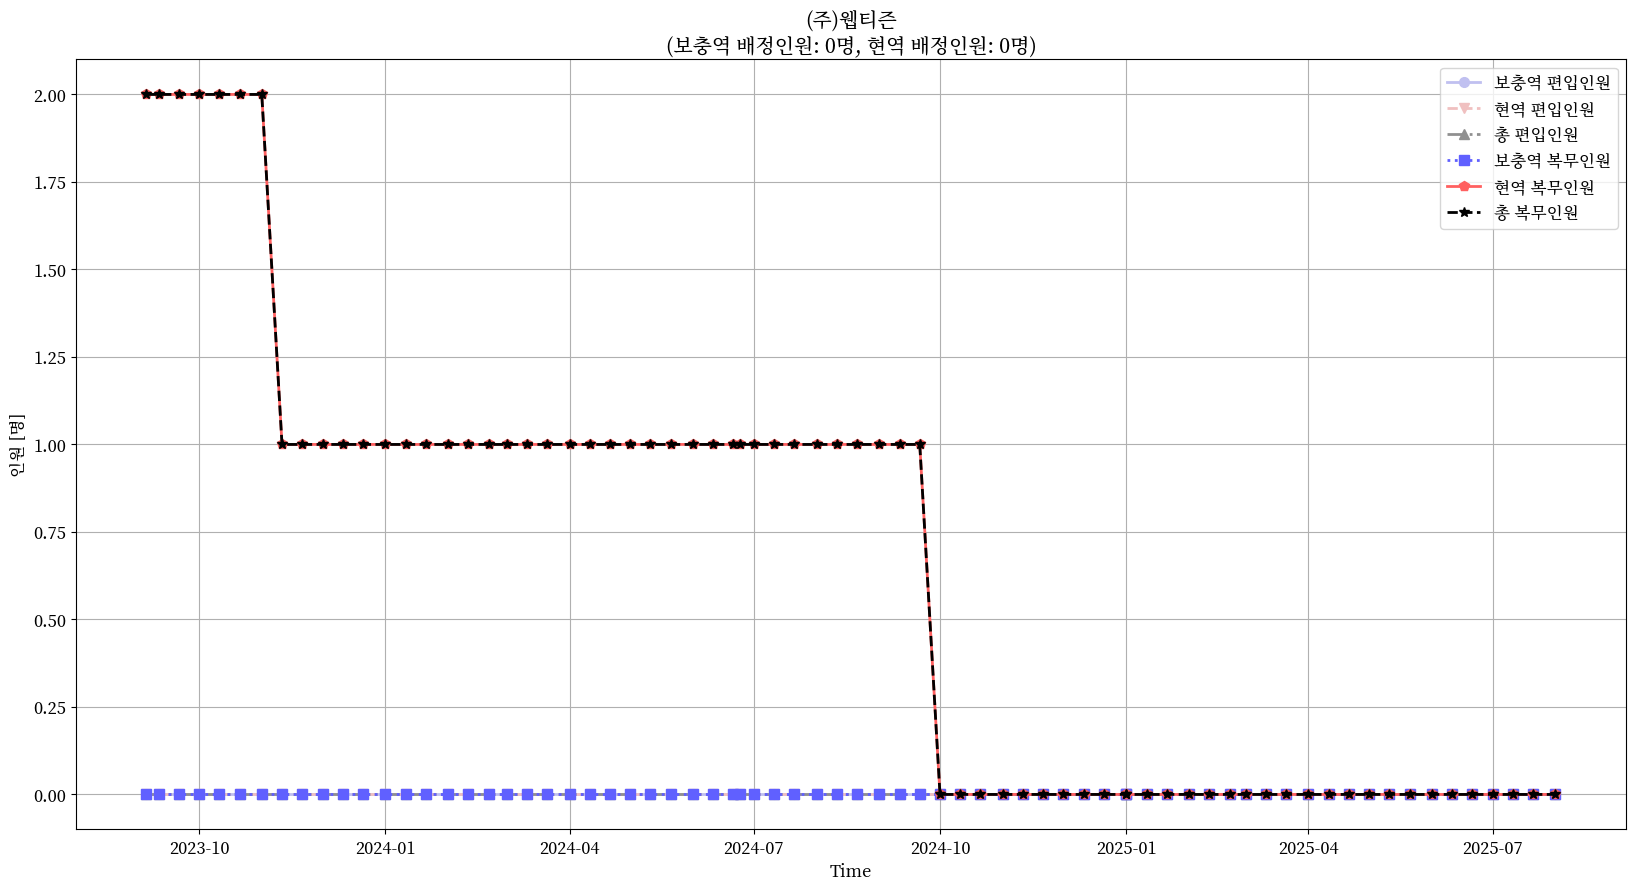 (주)웹티즌
(보충역 배정인원: 0명, 현역 배정인원: 0명)
보충역 편입인원
현역 편입인원
총 편입인원
보충역 복무인원
현역 복무인원
총 복무인원
2.00
1.75
1.50
1.25
1.00
0.75
0.50
0.25
0.00
인원 [명]
2023-10
2024-01
2024-04
2024-07
2024-10
2025-01
2025-04
2025-07
Time